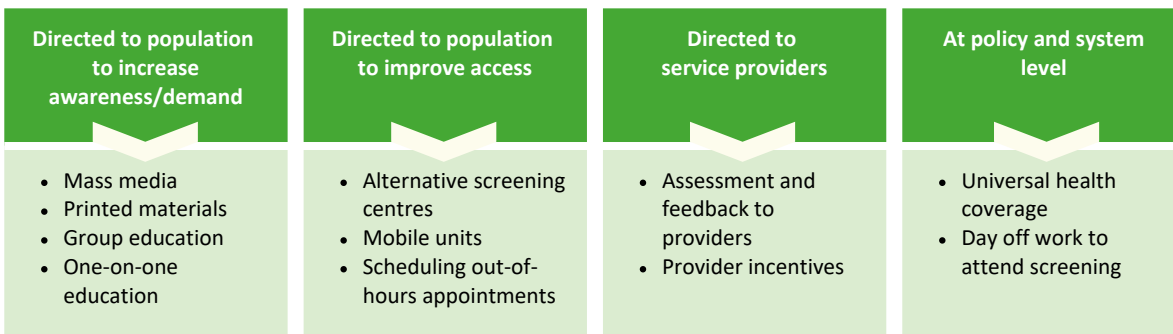 Directed to population
to increase
awareness/demand
• Mass media
• Printed materials
• Group education
• One-on-one
education
Directed to population
to improve access
• Alternative screening
centres
• Mobile units
• Scheduling out-of-
hours appointments
Directed to
service providers
• Assessment and
feedback to
providers
• Provider incentives
At policy and system
level
• Universal health
coverage
• Day off work to
attend screening